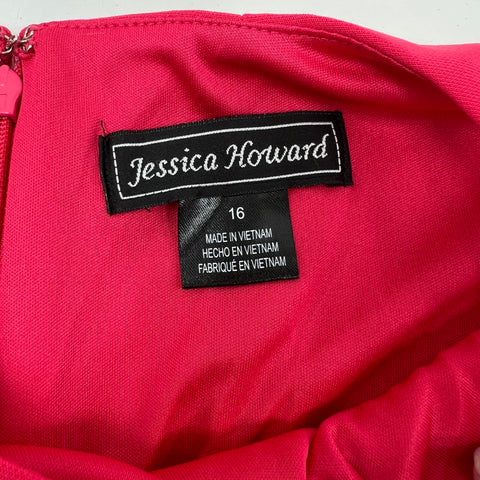 Jessica Howard
16
MADE IN VIETNAM
HECHO EN VIETNAM
FABRIQUÉ EN VIETNAM